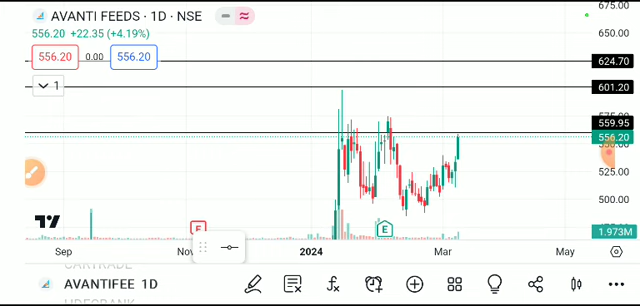 AVANTI FEEDS · 1D · NSE
556.20 +22.35 (+4.19%)
556.20 0.00 556.20
1
675.00
650.00
624.70
601.20
559.95
556.20
525.00
500.00
1.973M
E
E
Sep
2024
Mar
May
AVANTIFEE 1D